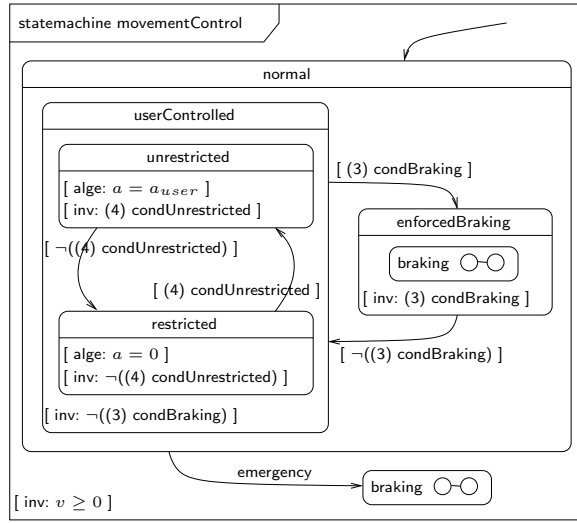 statemachine movementControl
normal
userControlled
unrestricted
[ alge: a = a_user ]
[ inv: (4) condUnrestricted ]
[ ¬((4) condUnrestricted) ]
[ (4) condUnrestricted ]
restricted
[ alge: a = 0 ]
[ inv: ¬((4) condUnrestricted) ]
[ inv: ¬((3) condBraking) ]
[ (3) condBraking ]
enforcedBraking
braking
[ inv: (3) condBraking ]
[ ¬((3) condBraking) ]
emergency
braking
[ inv: v ≥ 0 ]